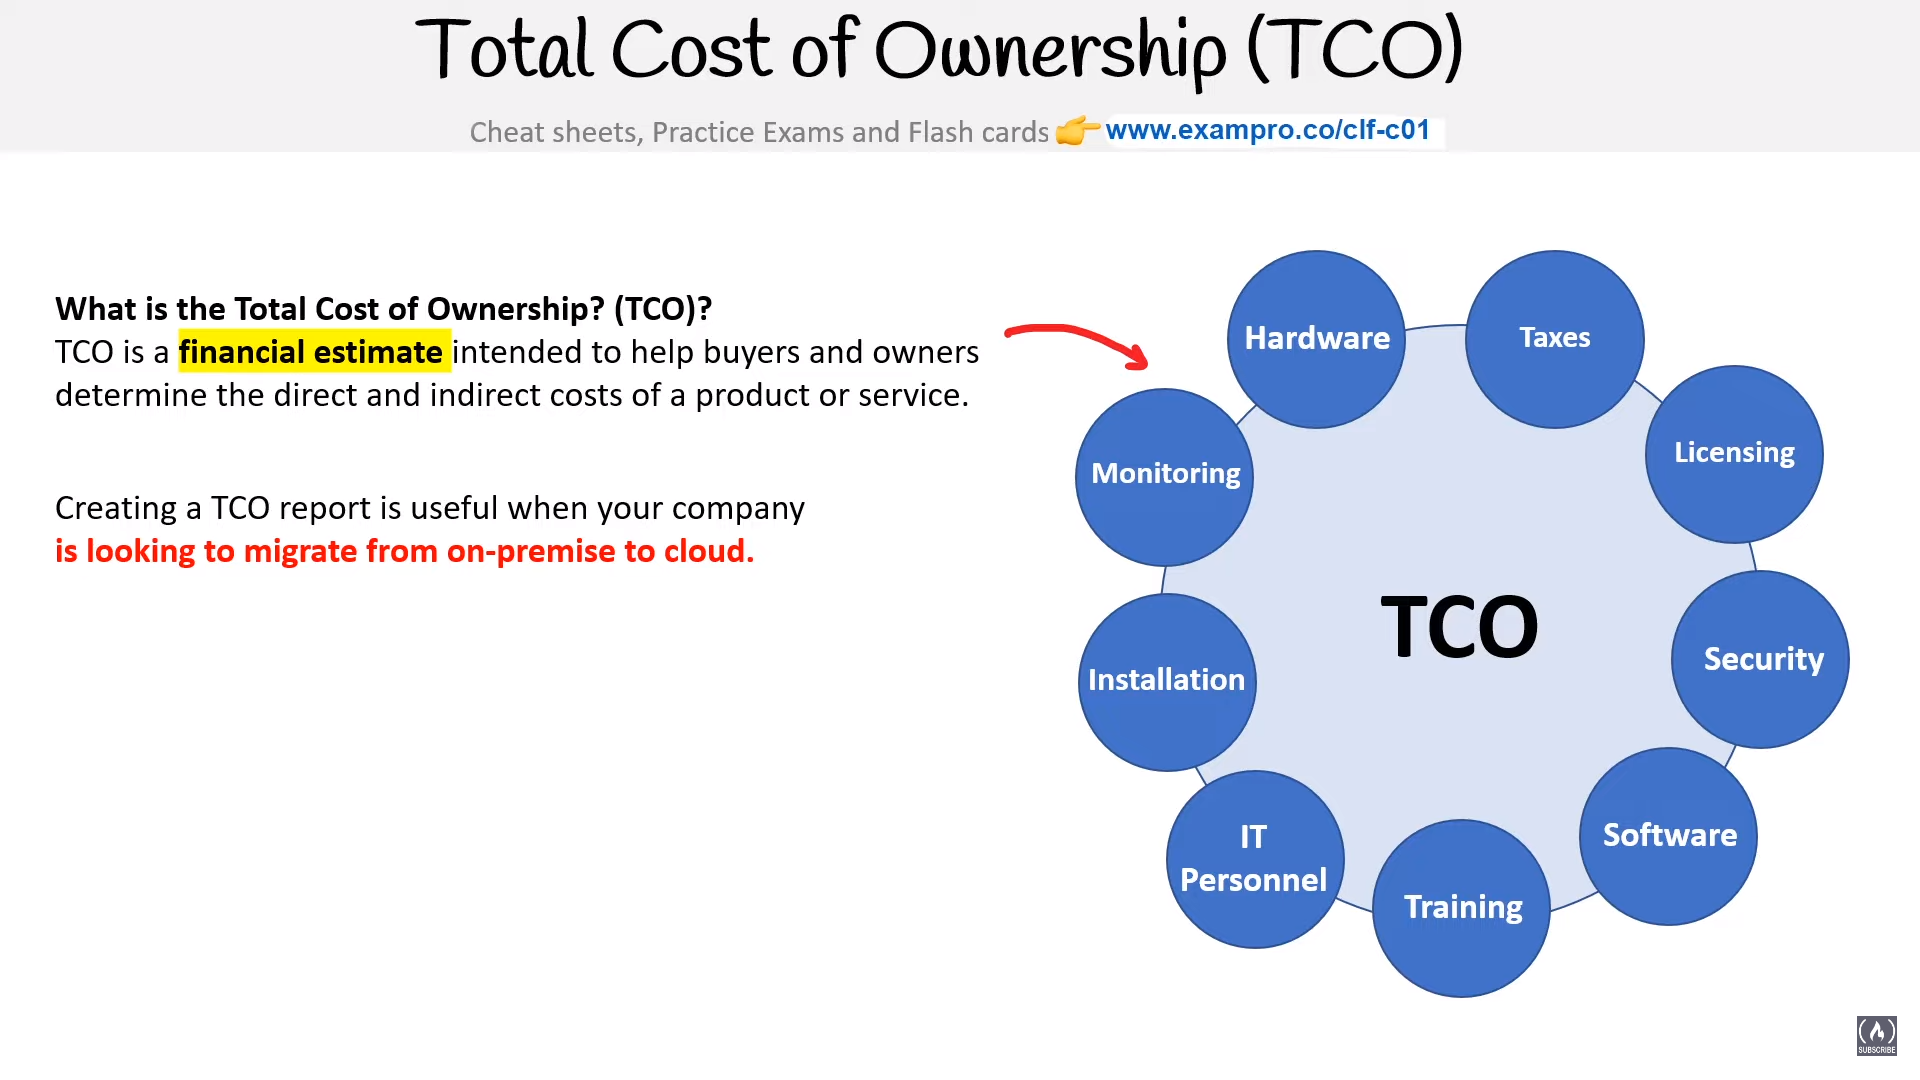 Total Cost of Ownership (TCO)
Cheat sheets, Practice Exams and Flash cards 👉 www.exampro.co/clf-c01
What is the Total Cost of Ownership? (TCO)?
TCO is a financial estimate intended to help buyers and owners
determine the direct and indirect costs of a product or service.
Creating a TCO report is useful when your company
is looking to migrate from on-premise to cloud.
Hardware
Taxes
Licensing
Monitoring
TCO
Security
Installation
Software
IT
Personnel
Training
SUBSCRIBE